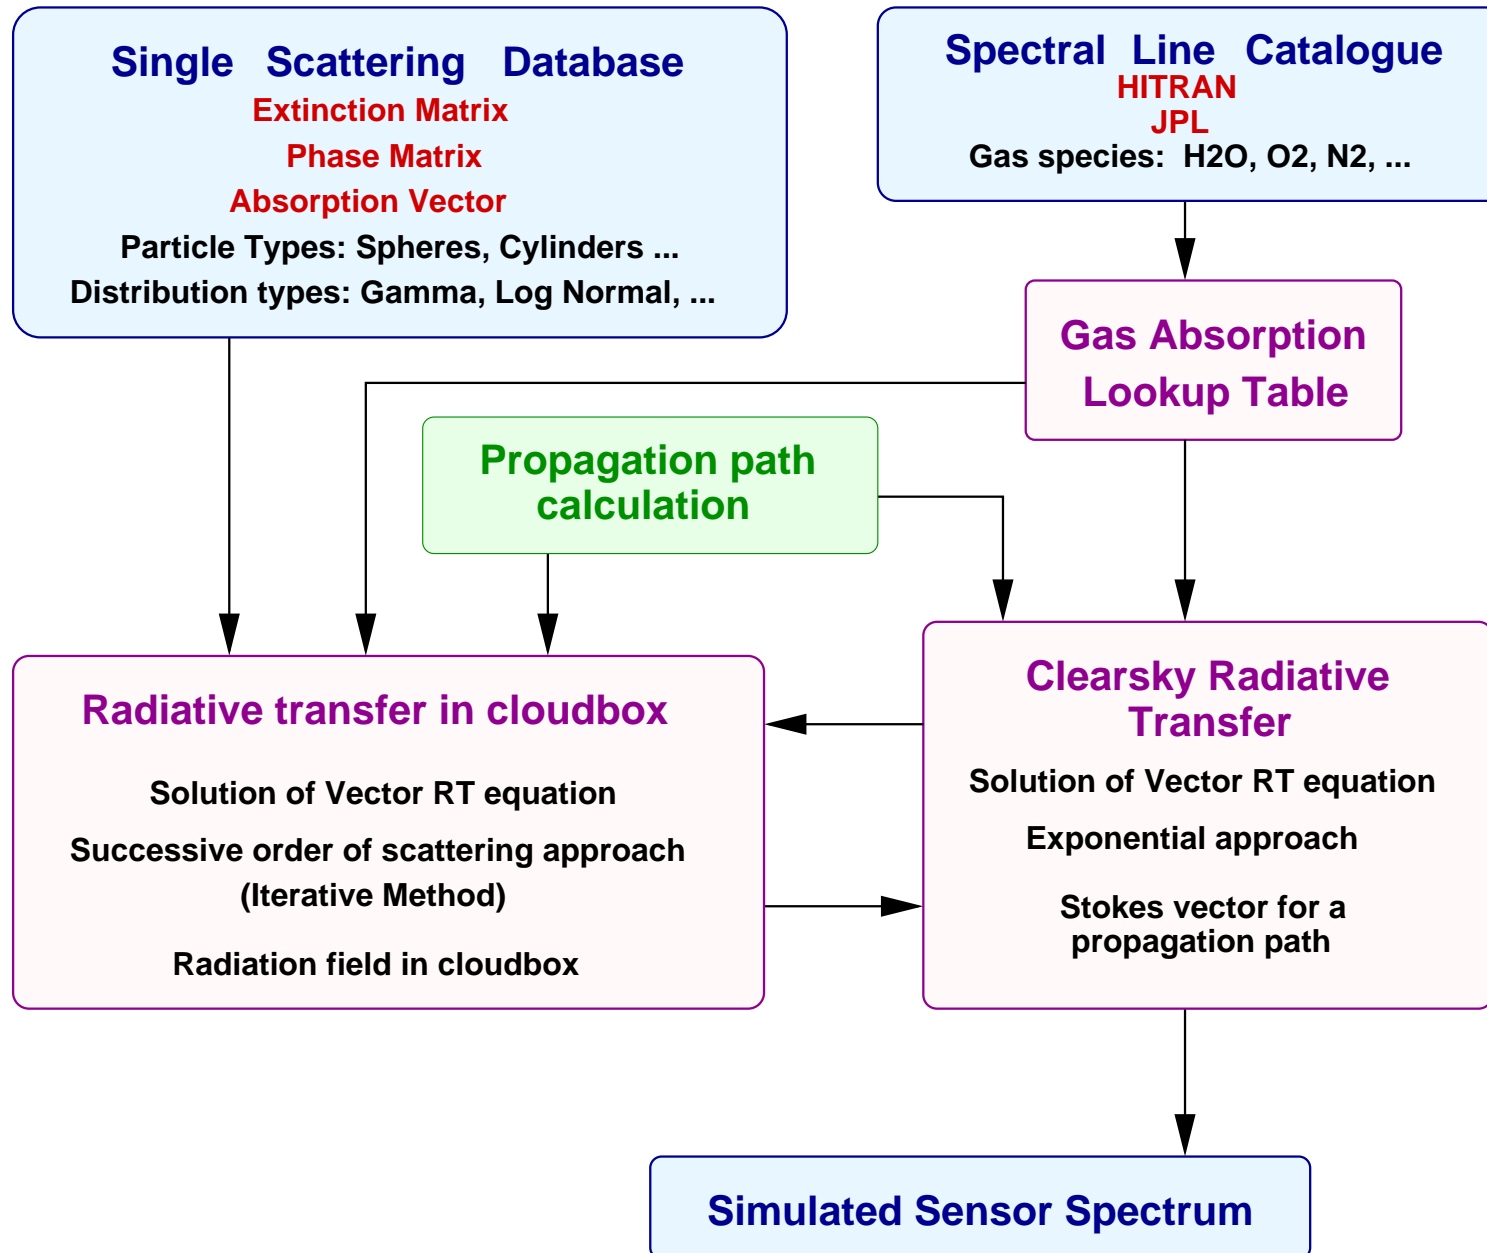 Single Scattering Database
Extinction Matrix
Phase Matrix
Absorption Vector
Particle Types: Spheres, Cylinders ...
Distribution types: Gamma, Log Normal, ...
Spectral Line Catalogue
HITRAN
JPL
Gas species: H2O, O2, N2, ...
Gas Absorption
Lookup Table
Propagation path
calculation
Radiative transfer in cloudbox
Solution of Vector RT equation
Successive order of scattering approach
(Iterative Method)
Radiation field in cloudbox
Clearsky Radiative
Transfer
Solution of Vector RT equation
Exponential approach
Stokes vector for a
propagation path
Simulated Sensor Spectrum